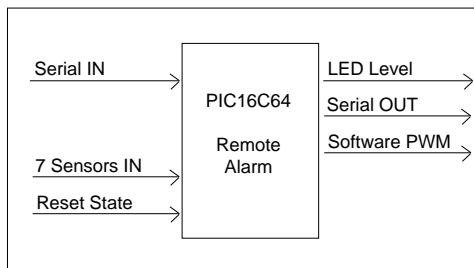 Serial IN
7 Sensors IN
Reset State
PIC16C64
Remote
Alarm
LED Level
Serial OUT
Software PWM